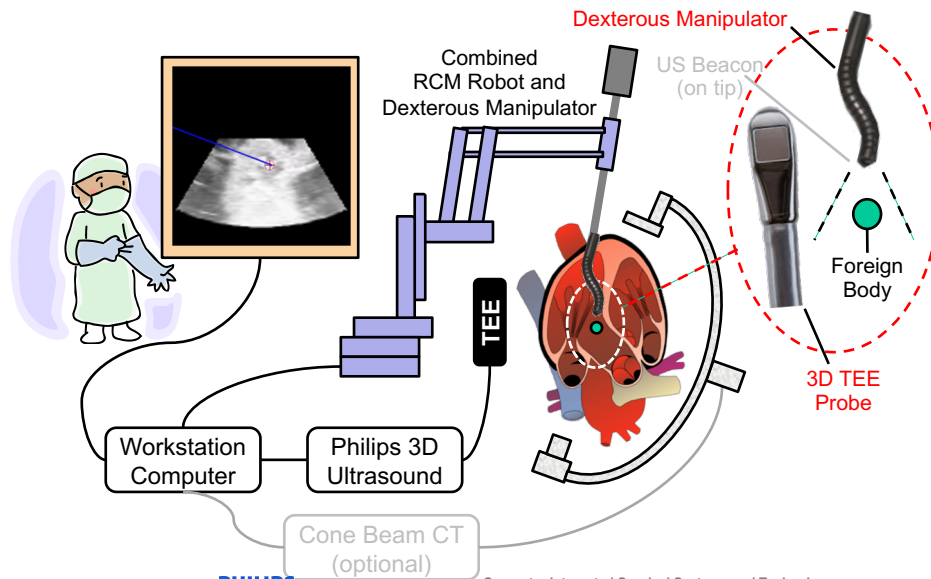 Dexterous Manipulator
US Beacon
(on tip)
Combined
RCM Robot and
Dexterous Manipulator
Foreign
Body
TEE
3D TEE
Probe
Workstation
Computer
Philips 3D
Ultrasound
Cone Beam CT
(optional)
PHILIPS